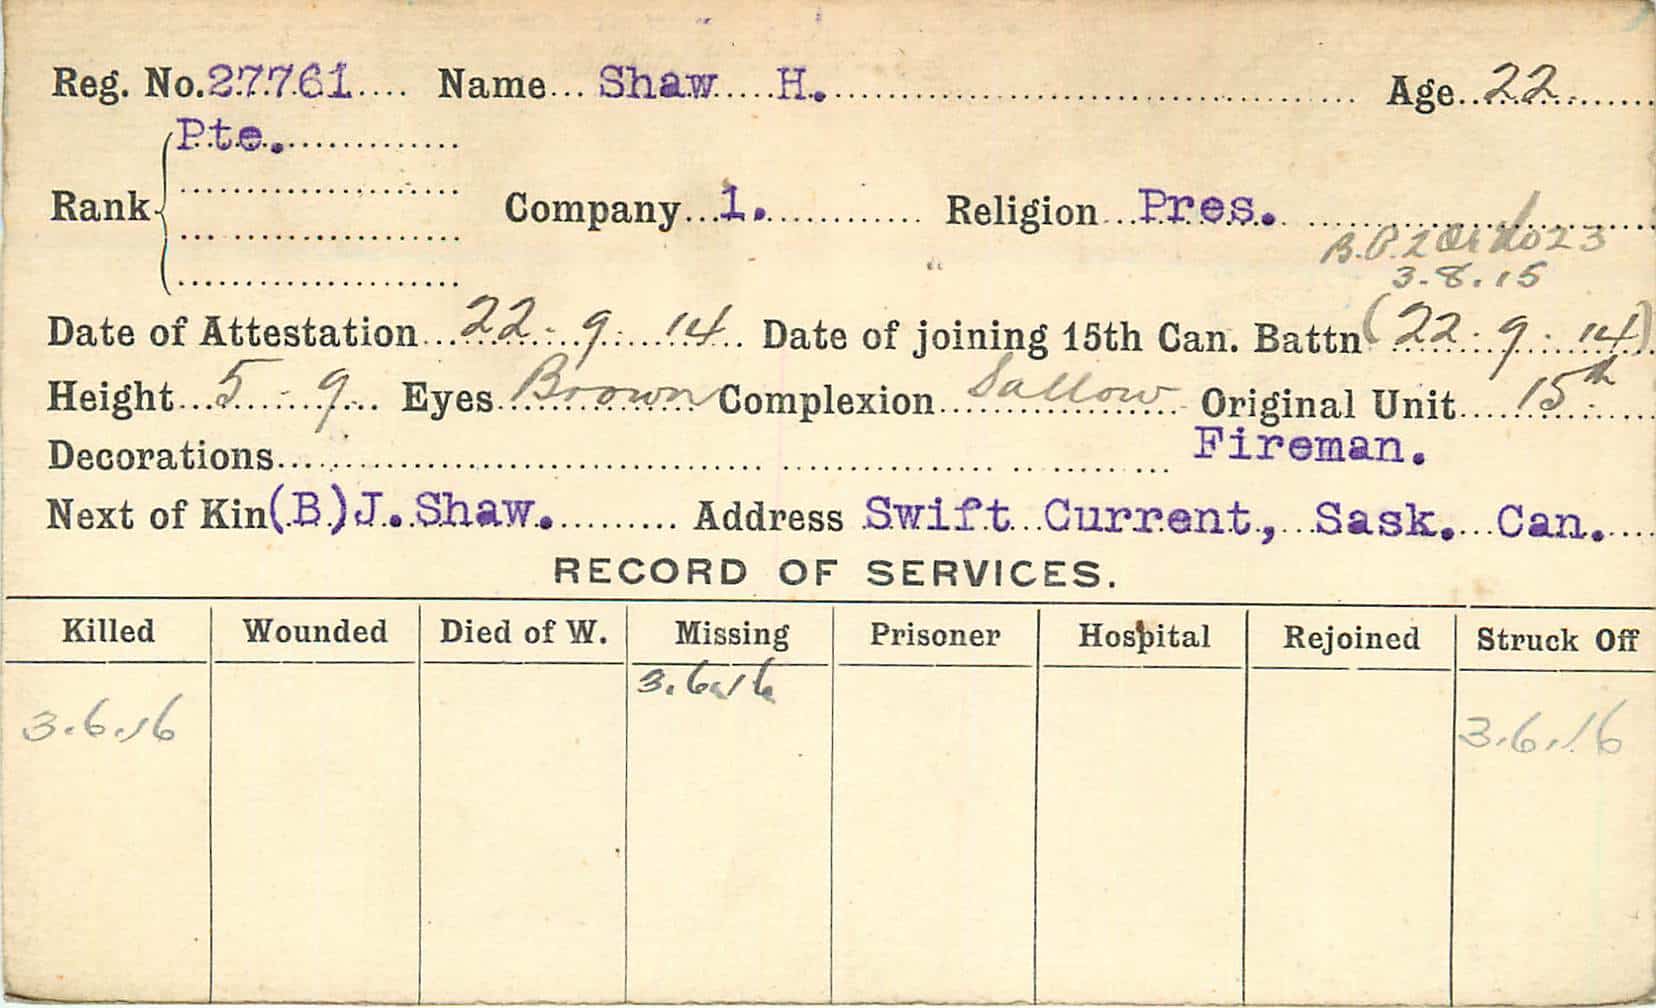 Reg. No. 27761 Name Shaw H. Age 22
Pte.
Rank Company 1. Religion Pres.
B.P.2
3.8.15
Date of Attestation 22.9.14 Date of joining 15th Can. Battn (22.9.14)
Height 5 9 Eyes Brown Complexion Sallow Original Unit 15th
Decorations Fireman.
Next of Kin (B) J. Shaw. Address Swift Current, Sask. Can.
RECORD OF SERVICES.
Killed Wounded Died of W. Missing Prisoner Hospital Rejoined Struck Off
3.6.16
3.6.16 3.6.16